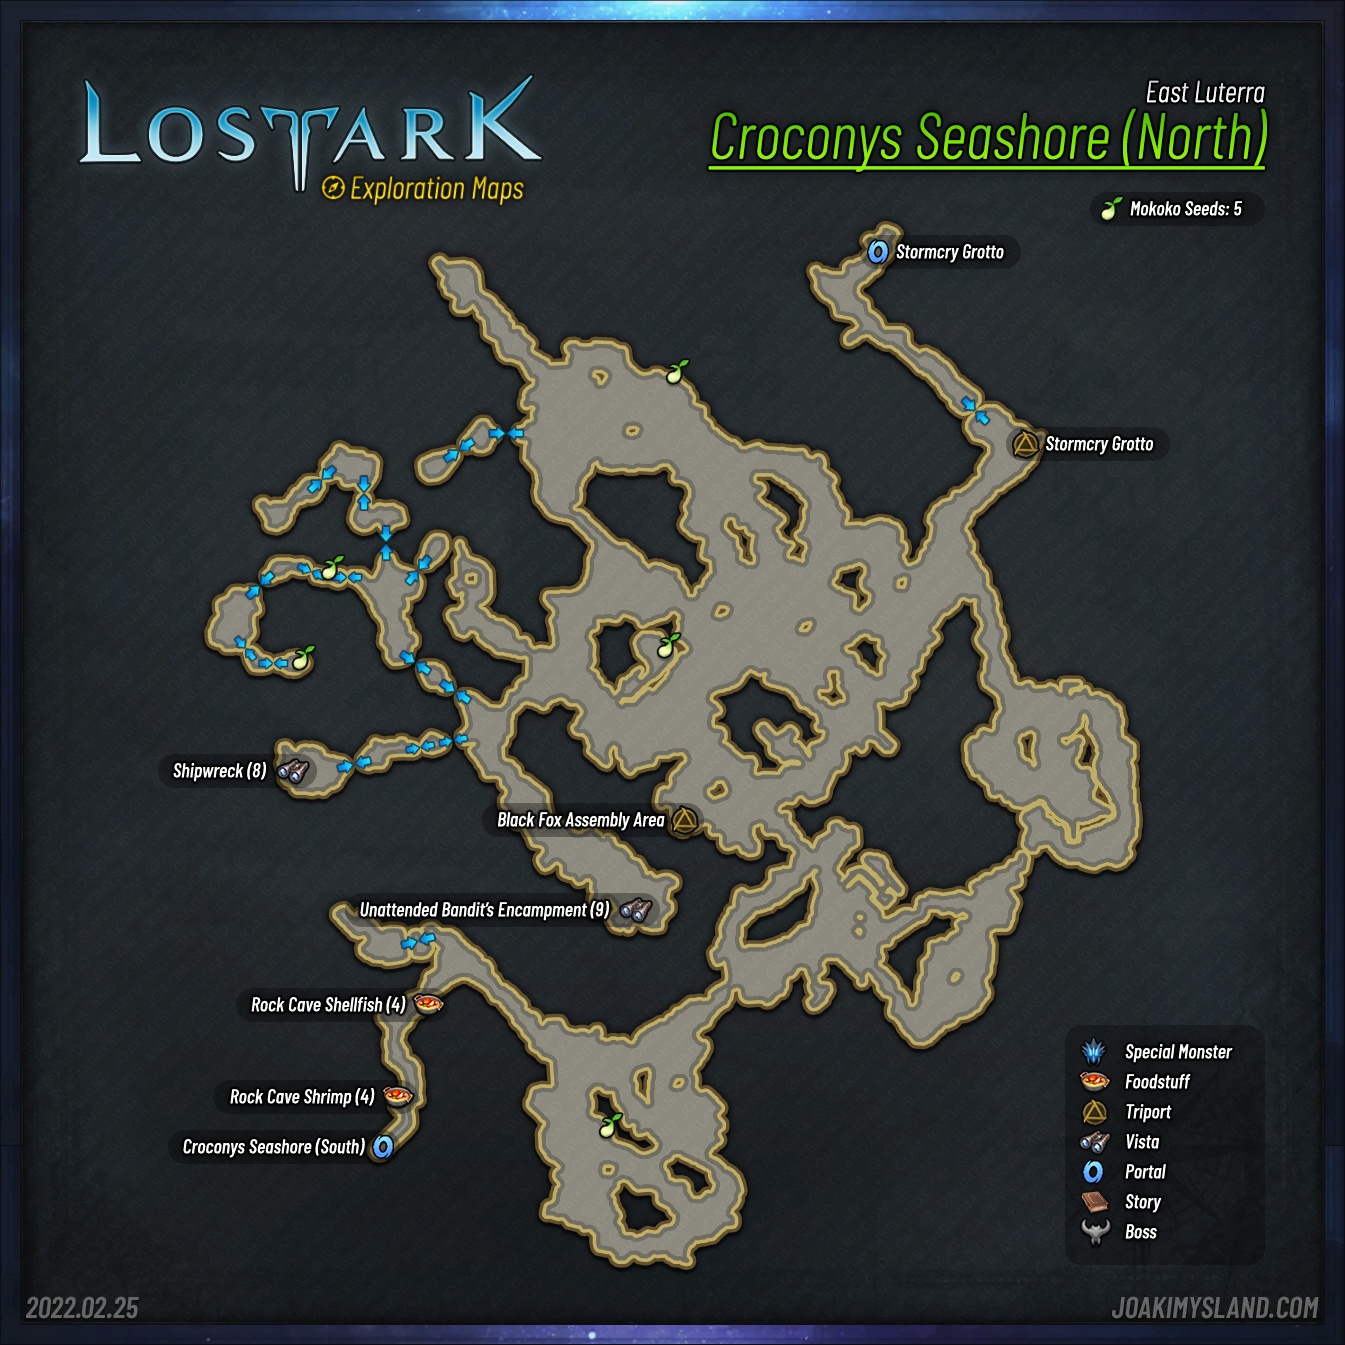 LOST ARK
Exploration Maps
East Luterra
Croconys Seashore (North)
Mokoko Seeds: 5
Stormcry Grotto
Stormcry Grotto
Shipwreck (8)
Black Fox Assembly Area
Unattended Bandit's Encampment (9)
Rock Cave Shellfish (4)
Rock Cave Shrimp (4)
Croconys Seashore (South)
Special Monster
Foodstuff
Triport
Vista
Portal
Story
Boss
2022.02.25
JOAKIMYSLAND.COM